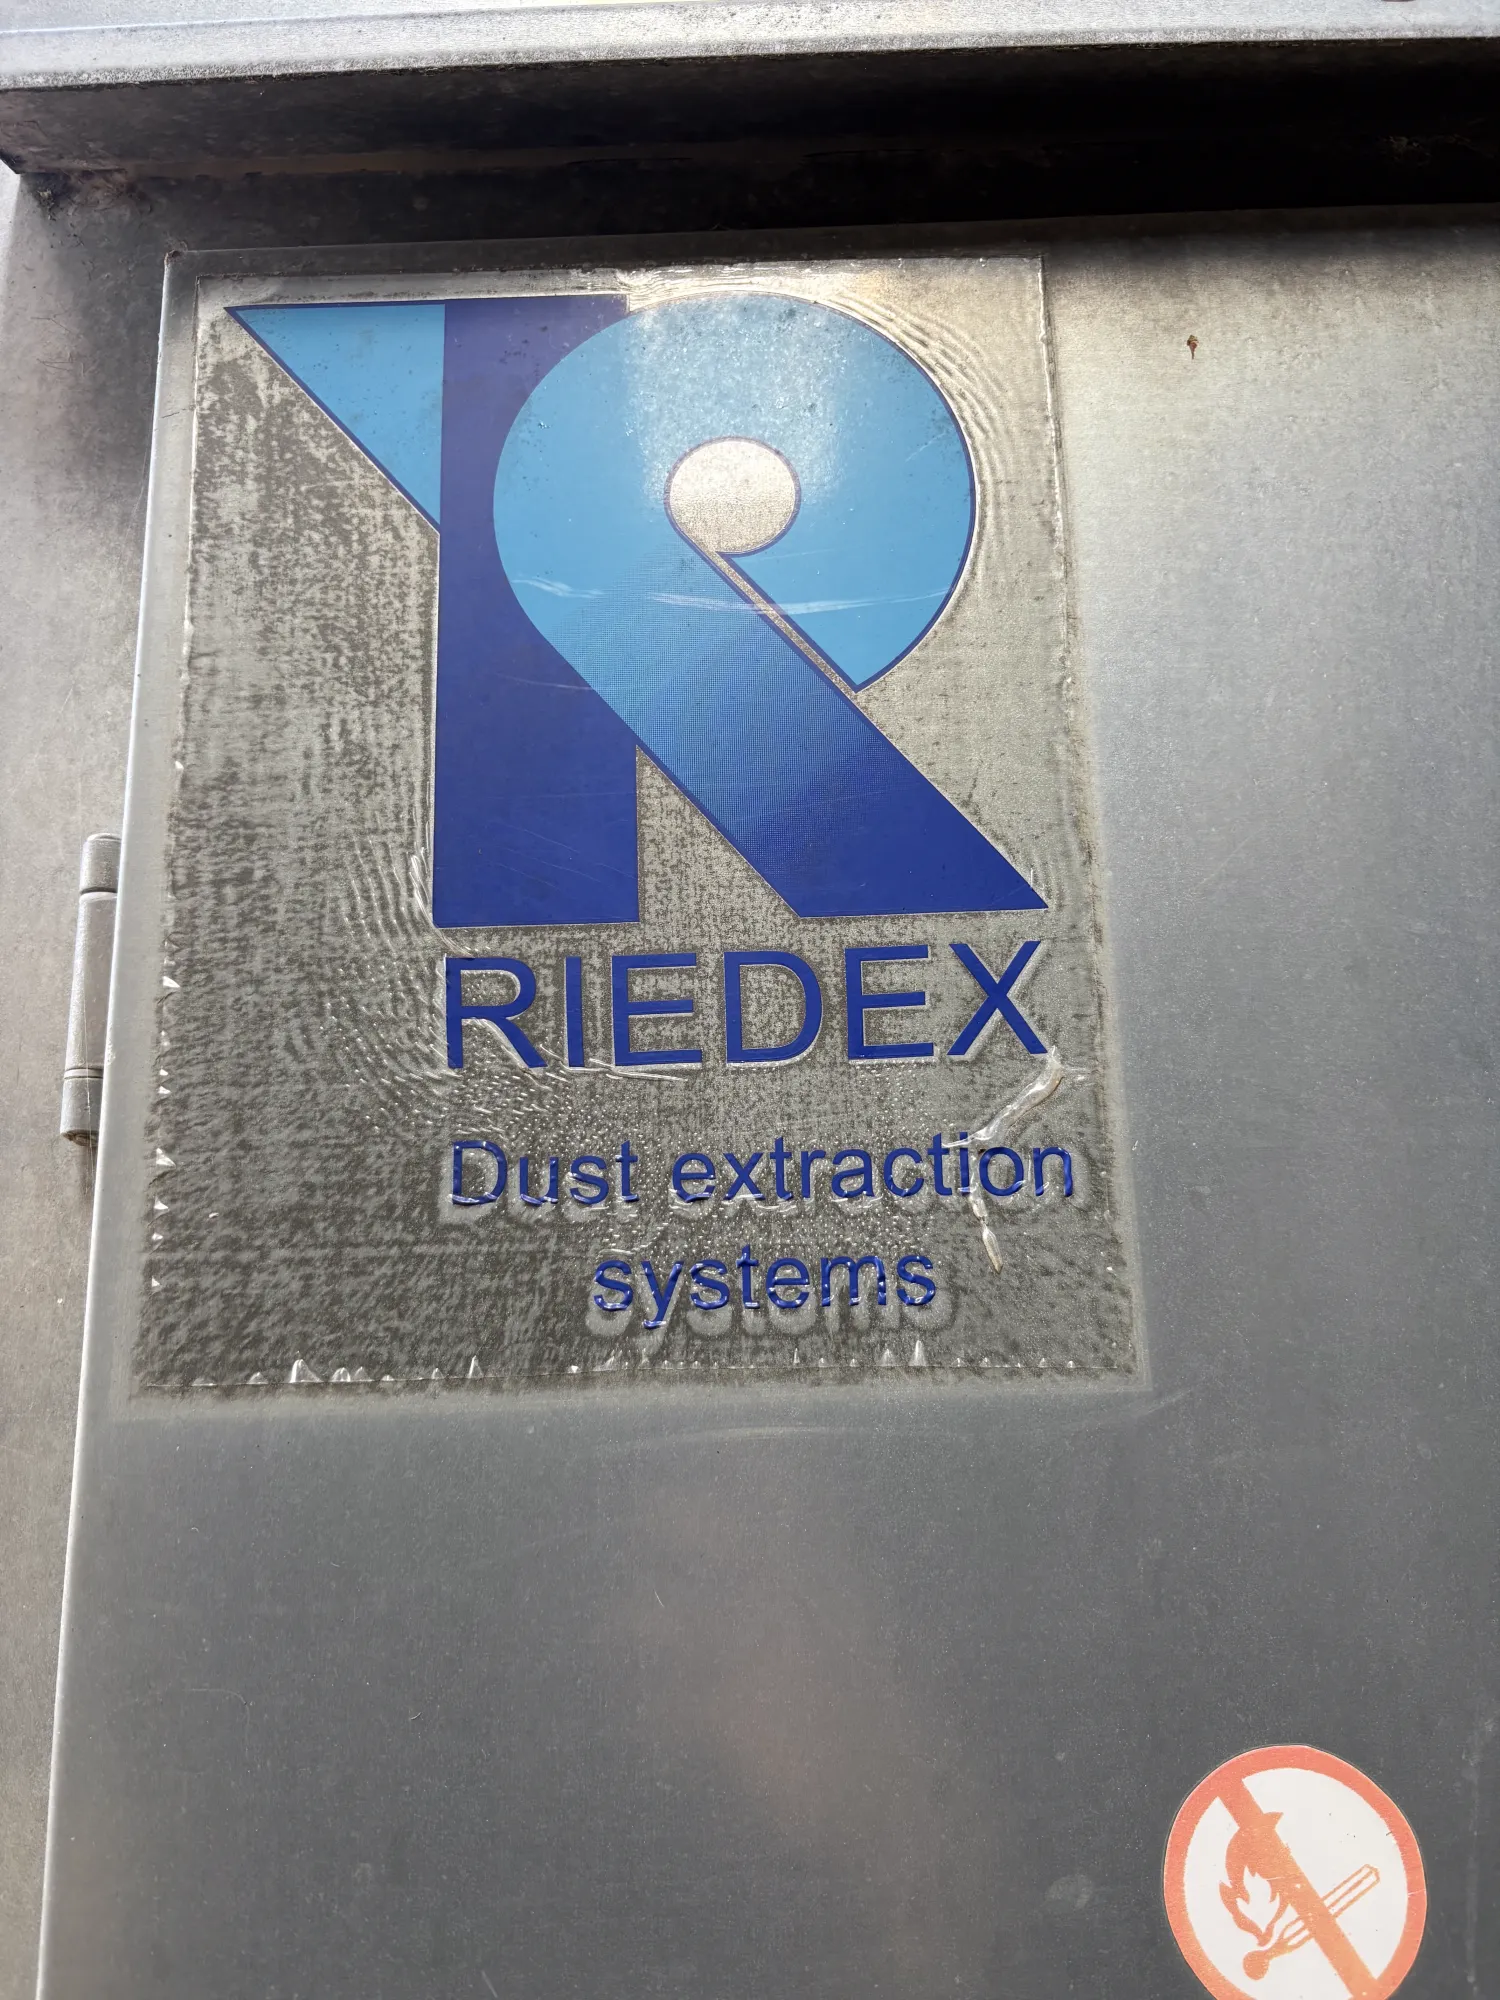 RIEDEX
Dust extraction
systems